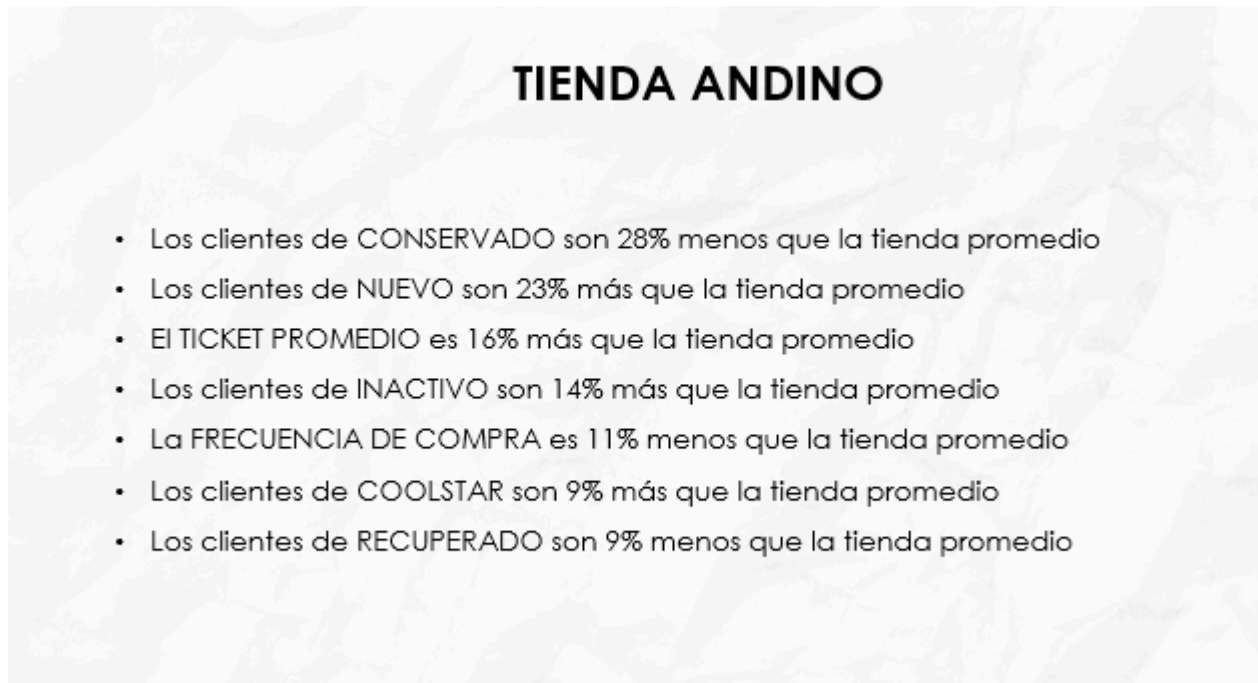 TIENDA ANDINO
• Los clientes de CONSERVADO son 28% menos que la tienda promedio
• Los clientes de NUEVO son 23% más que la tienda promedio
• El TICKET PROMEDIO es 16% más que la tienda promedio
• Los clientes de INACTIVO son 14% más que la tienda promedio
• La FRECUENCIA DE COMPRA es 11% menos que la tienda promedio
• Los clientes de COOLSTAR son 9% más que la tienda promedio
• Los clientes de RECUPERADO son 9% menos que la tienda promedio